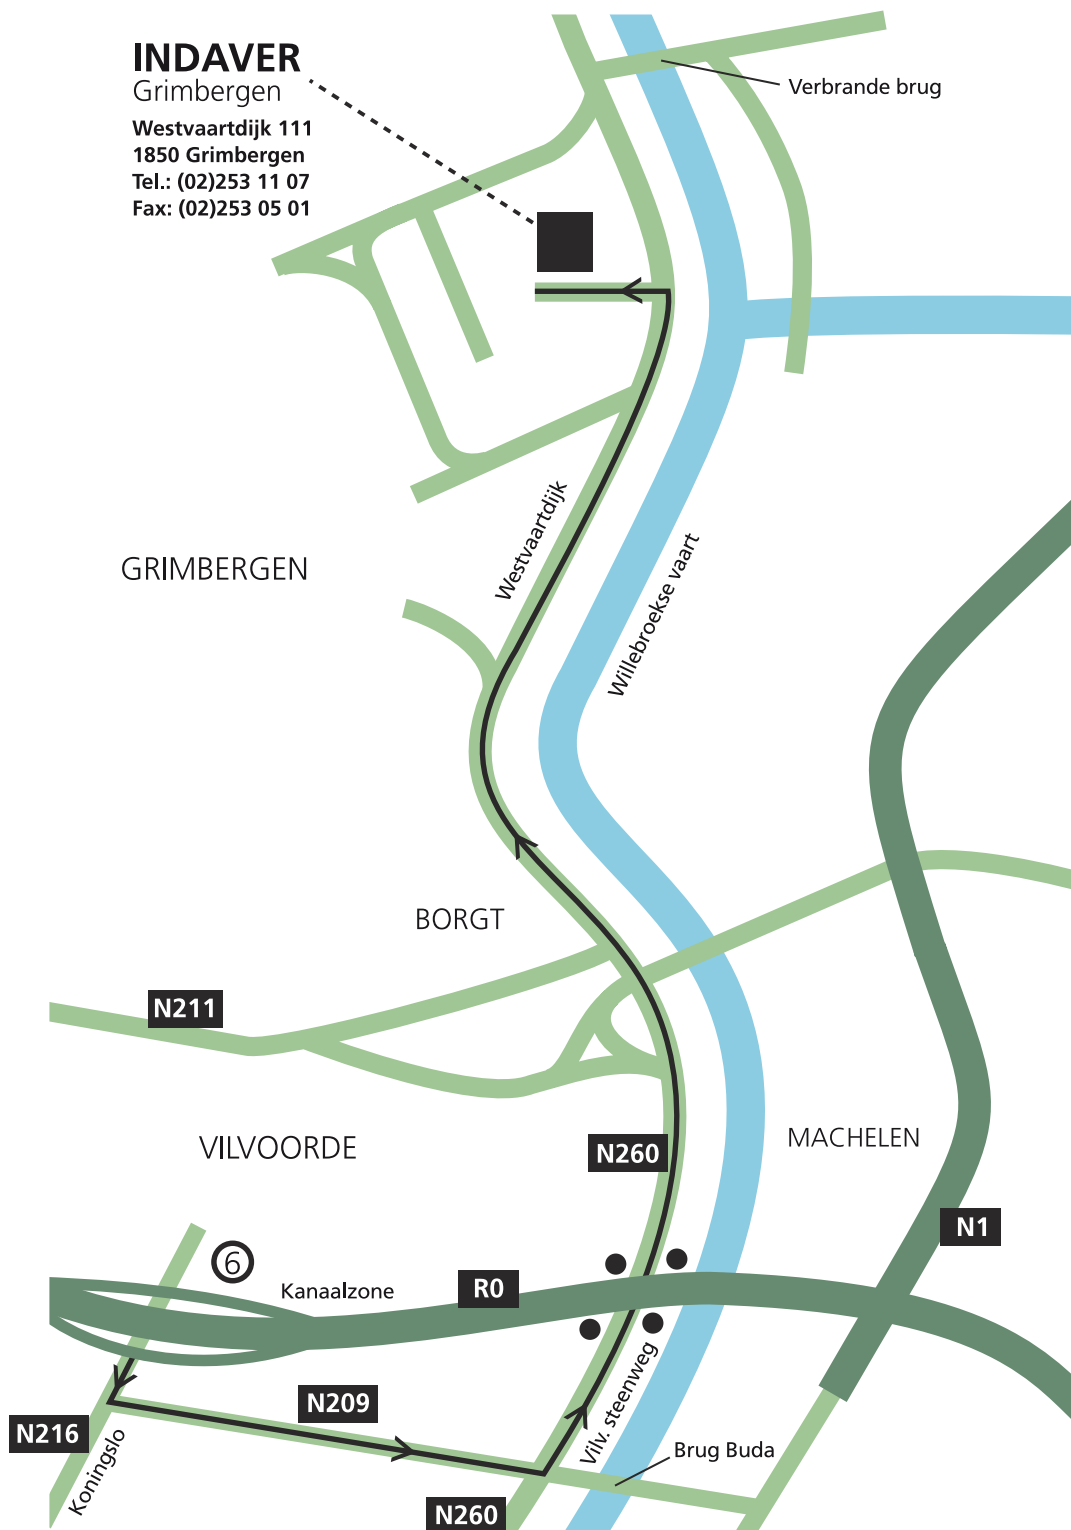 INDAVER
Grimbergen
Westvaartdijk 111
1850 Grimbergen
Tel.: (02)253 11 07
Fax: (02)253 05 01
Verbrande brug
Westvaartdijk
GRIMBERGEN
Willebroekse vaart
BORGT
N211
VILVOORDE
N260
MACHELEN
N1
6
Kanaalzone
R0
N209
Vilv. steenweg
N216
Koningslo
Brug Buda
N260